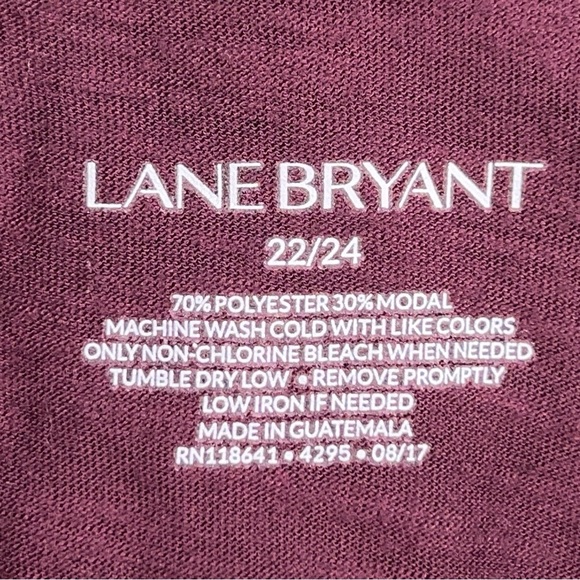 LANE BRYANT
22/24
70% POLYESTER 30% MODAL
MACHINE WASH COLD WITH LIKE COLORS
ONLY NON-CHLORINE BLEACH WHEN NEEDED
TUMBLE DRY LOW • REMOVE PROMPTLY
LOW IRON IF NEEDED
MADE IN GUATEMALA
RN118641 • 4295 • 08/17